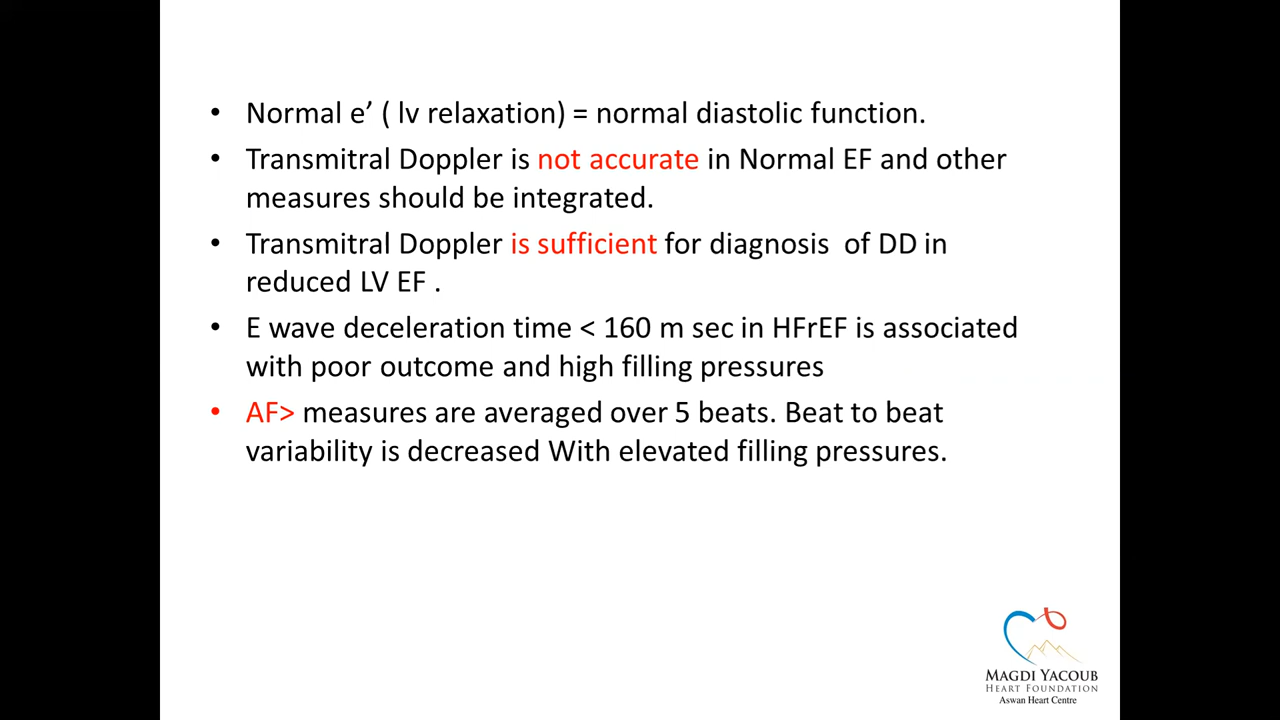 • Normal e’ ( lv relaxation) = normal diastolic function.
• Transmitral Doppler is not accurate in Normal EF and other
measures should be integrated.
• Transmitral Doppler is sufficient for diagnosis  of DD in
reduced LV EF .
• E wave deceleration time < 160 m sec in HFrEF is associated
with poor outcome and high filling pressures
• AF> measures are averaged over 5 beats. Beat to beat
variability is decreased With elevated filling pressures.
MAGDI YACOUB
HEART FOUNDATION
Aswan Heart Centre